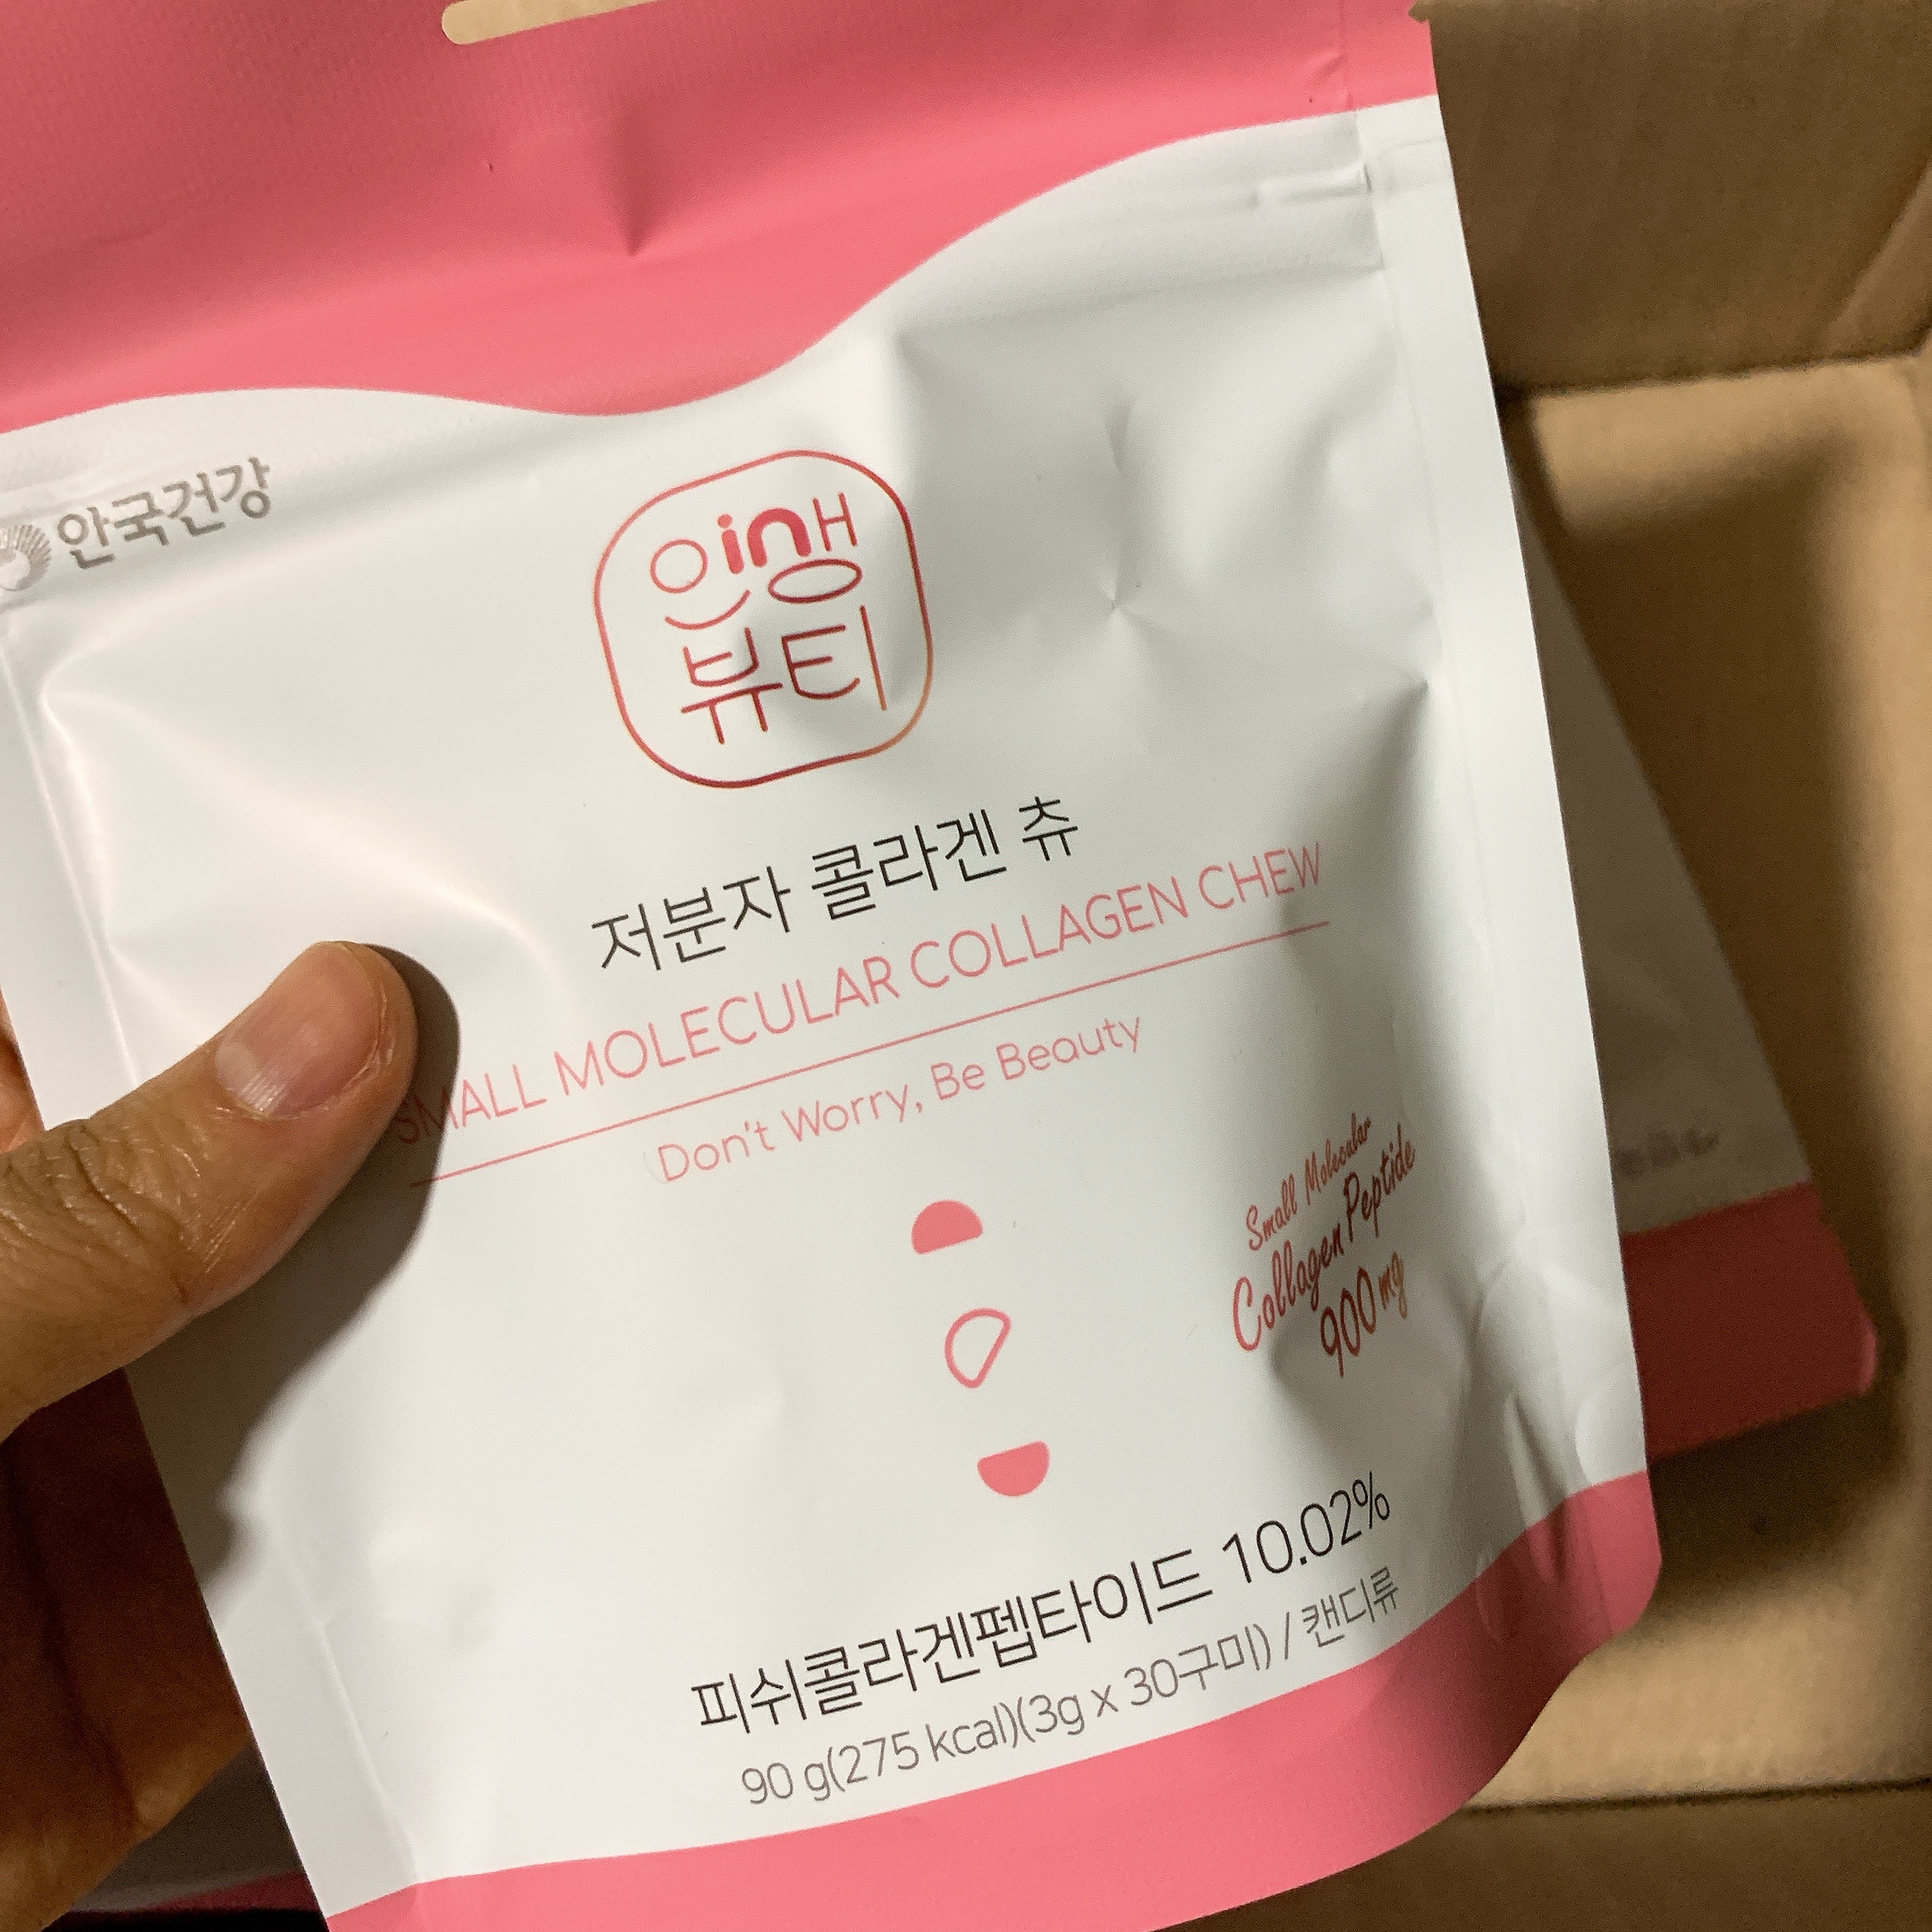 안국건강
인앤
뷰티
저분자 콜라겐 츄
SMALL MOLECULAR COLLAGEN CHEW
Don't Worry, Be Beauty
Small Molecular
Collagen Peptide
900mg
피쉬콜라겐펩타이드 10.02%
90 g(275 kcal)(3g x 30구미) / 캔디류